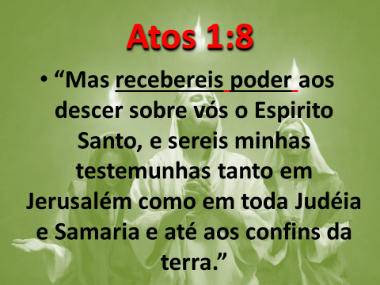 Atos 1:8
• “Mas recebereis poder aos
descer sobre vós o Espirito
Santo, e sereis minhas
testemunhas tanto em
Jerusalém como em toda Judéia
e Samaria e até aos confins da
terra.”